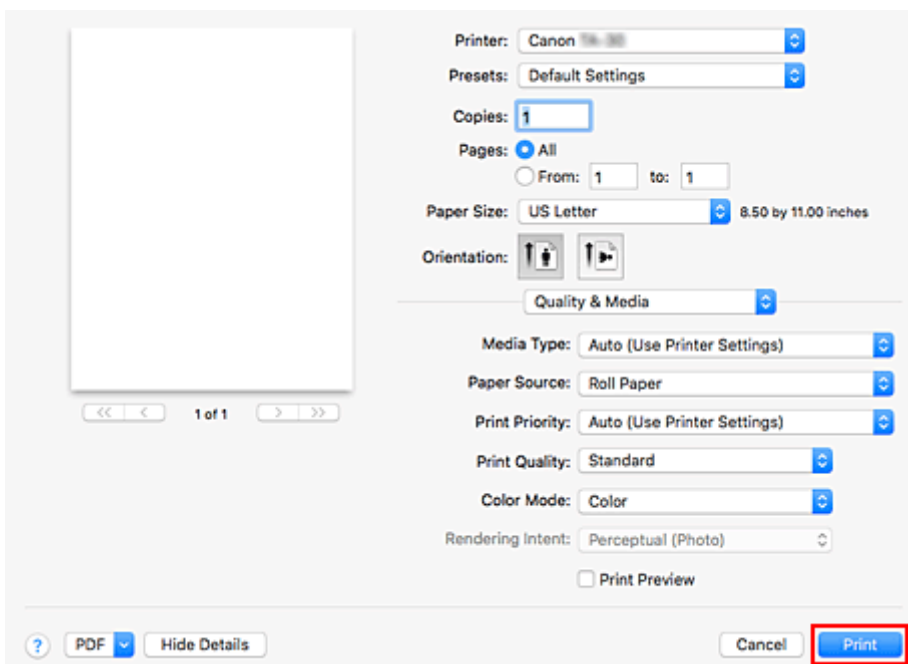 Printer: Canon
Presets: Default Settings
Copies: 1
Pages: All
From: 1 to: 1
Paper Size: US Letter 8.50 by 11.00 inches
Orientation:
Quality & Media
Media Type: Auto (Use Printer Settings)
Paper Source: Roll Paper
<< < 1 of 1 > >>
Print Priority: Auto (Use Printer Settings)
Print Quality: Standard
Color Mode: Color
Rendering Intent: Perceptual (Photo)
Print Preview
? PDF Hide Details Cancel Print